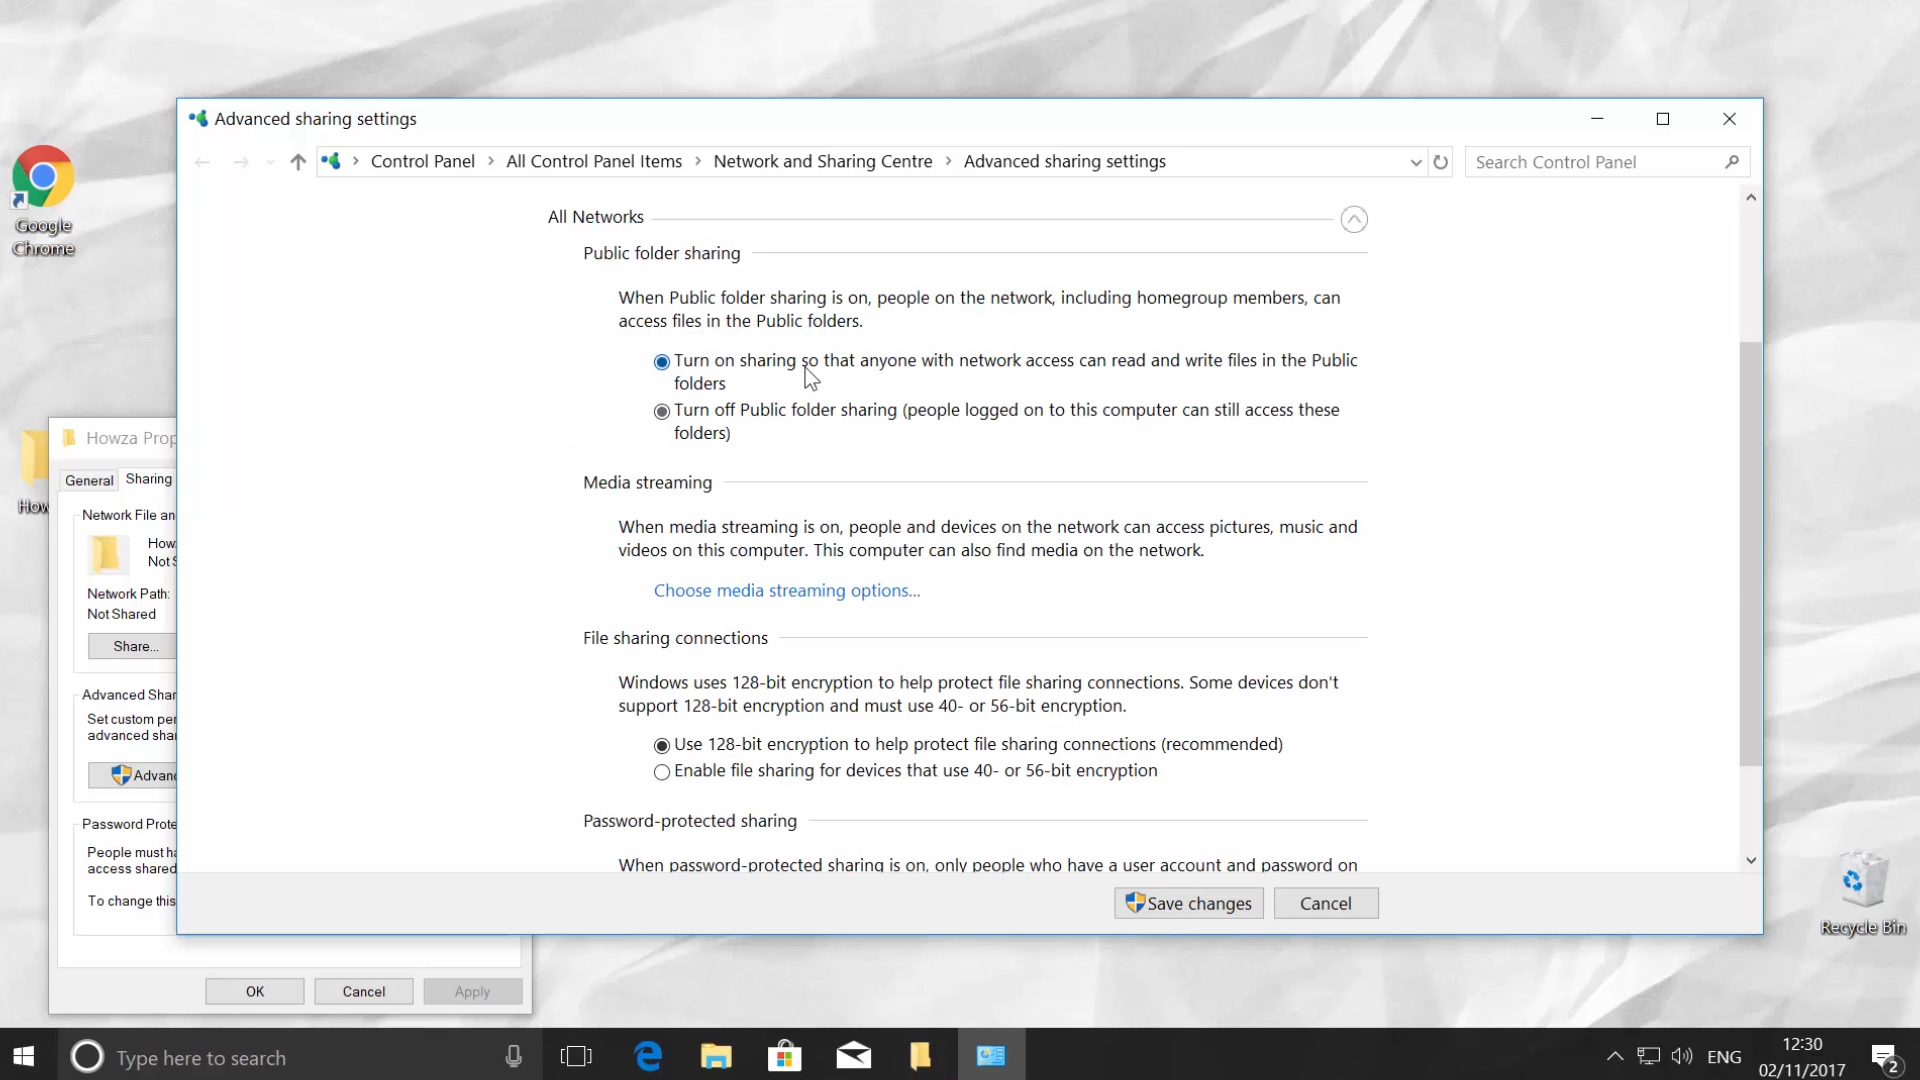 Advanced sharing settings
Control Panel
All Control Panel Items
Network and Sharing Centre
Advanced sharing settings
Search Control Panel
Google
Chrome
All Networks
Public folder sharing
When Public folder sharing is on, people on the network, including homegroup members, can
access files in the Public folders.
Turn on sharing so that anyone with network access can read and write files in the Public
folders
Turn off Public folder sharing (people logged on to this computer can still access these
folders)
Media streaming
When media streaming is on, people and devices on the network can access pictures, music and
videos on this computer. This computer can also find media on the network.
Choose media streaming options...
File sharing connections
Windows uses 128-bit encryption to help protect file sharing connections. Some devices don't
support 128-bit encryption and must use 40- or 56-bit encryption.
Use 128-bit encryption to help protect file sharing connections (recommended)
Enable file sharing for devices that use 40- or 56-bit encryption
Password-protected sharing
When password-protected sharing is on, only people who have a user account and password on
Save changes
Cancel
How
Howza Prop
General
Sharing
Network File an
How
Not S
Network Path:
Not Shared
Share...
Advanced Shar
Set custom per
advanced shar
Advanc
Password Prote
People must ha
access shared
To change this
OK
Cancel
Apply
Recycle Bin
Type here to search
ENG
12:30
02/11/2017
2